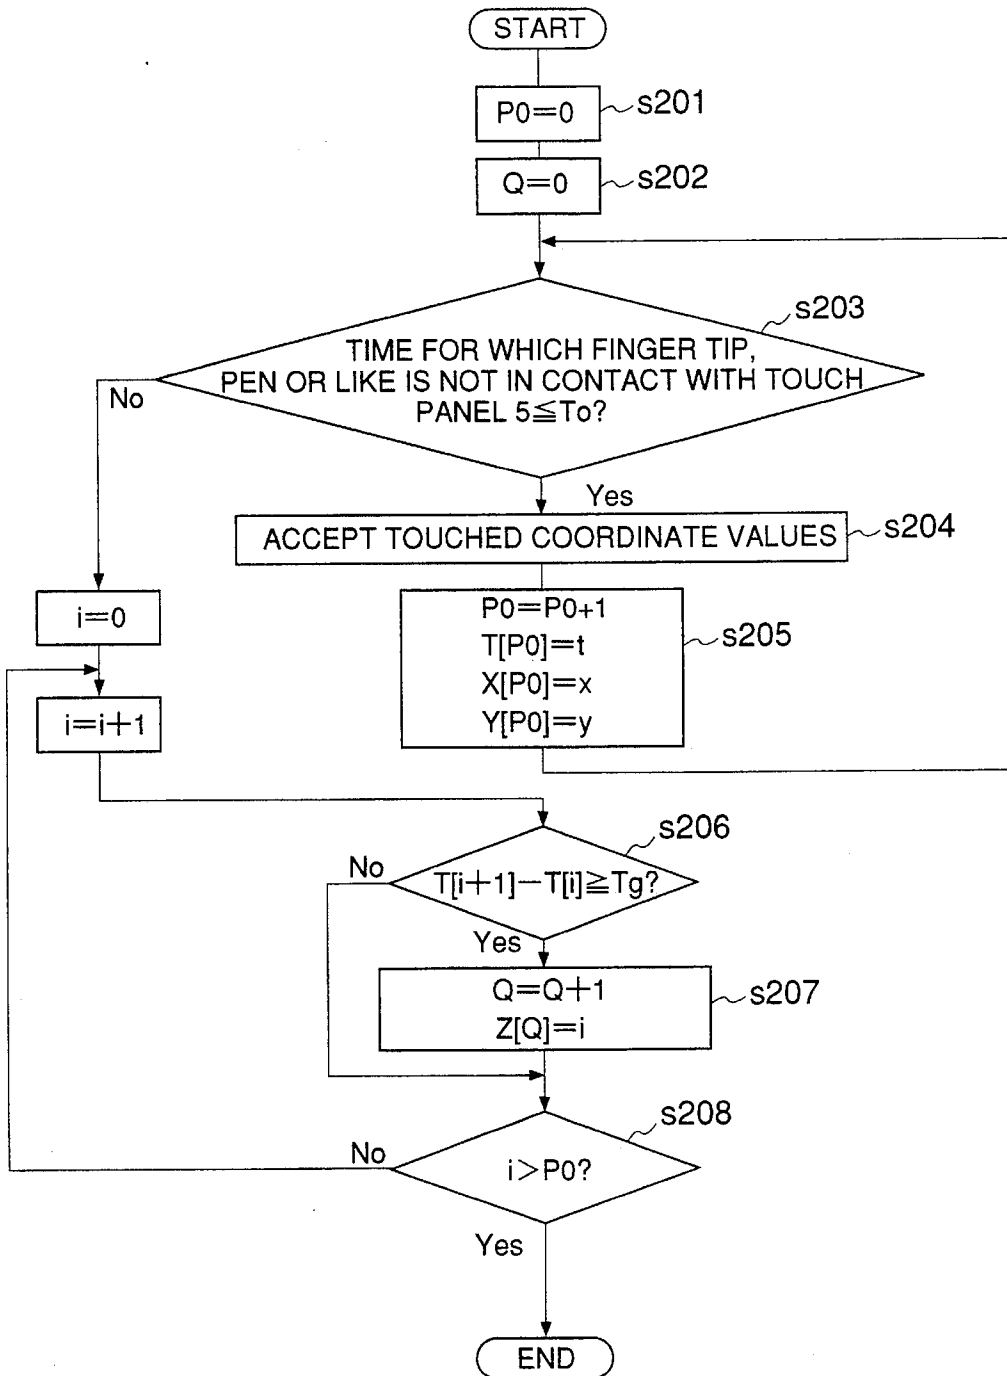 START
P0=0
s201
Q=0
s202
s203
TIME FOR WHICH FINGER TIP,
PEN OR LIKE IS NOT IN CONTACT WITH TOUCH
PANEL 5≦To?
No
Yes
ACCEPT TOUCHED COORDINATE VALUES
s204
i=0
P0=P0+1
T[P0]=t
X[P0]=x
Y[P0]=y
s205
i=i+1
s206
No
T[i+1]−T[i]≧Tg?
Yes
Q=Q+1
Z[Q]=i
s207
s208
No
i>P0?
Yes
END